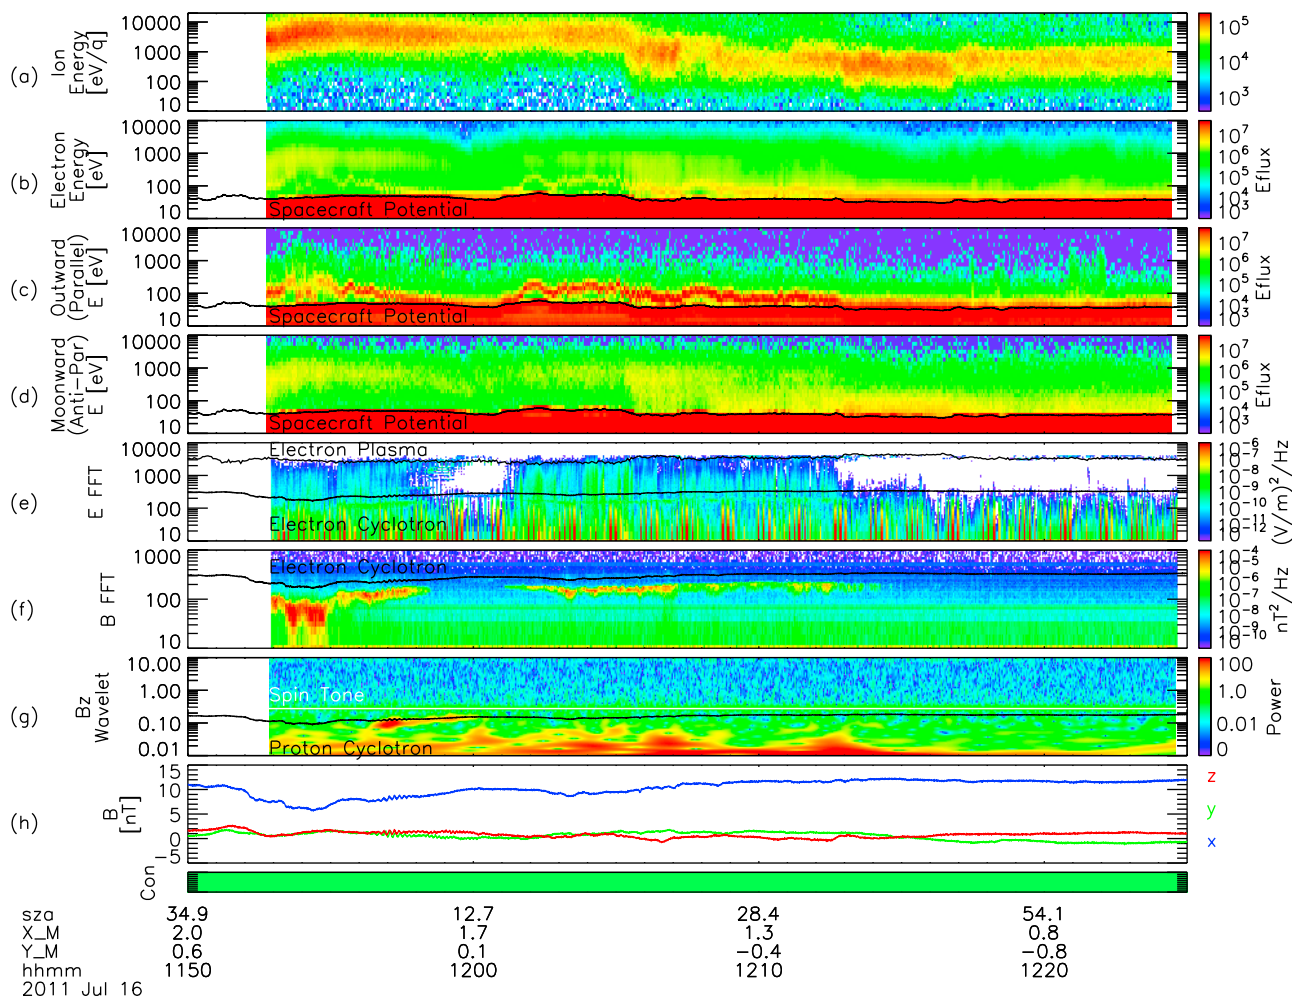 (a)
Ion
Energy
[eV/q]
10000
1000
100
10
10^5
10^4
10^3
(b)
Electron
Energy
[eV]
10000
1000
100
10
Spacecraft Potential
10^7
10^6
10^5
10^4
10^3
Eflux
(c)
Outward
(Parallel)
E [eV]
10000
1000
100
10
Spacecraft Potential
10^7
10^6
10^5
10^4
10^3
Eflux
(d)
Moonward
(Anti-Par)
E [eV]
10000
1000
100
10
Spacecraft Potential
10^7
10^6
10^5
10^4
10^3
Eflux
(e)
E FFT
10000
1000
100
10
Electron Plasma
Electron Cyclotron
10^-6
10^-7
10^-8
10^-9
10^-10
10^-11
10^-12
(V/m)^2/Hz
(f)
B FFT
1000
100
10
Electron Cyclotron
10^-4
10^-5
10^-6
10^-7
10^-8
10^-9
10^-10
nT^2/Hz
(g)
Bz
Wavelet
10.00
1.00
0.10
0.01
Spin Tone
Proton Cyclotron
100
1.0
0.01
0
Power
(h)
B
[nT]
15
10
5
0
-5
z
y
x
Con
sza 34.9 12.7 28.4 54.1
X_M 2.0 1.7 1.3 0.8
Y_M 0.6 0.1 -0.4 -0.8
hhmm 1150 1200 1210 1220
2011 Jul 16